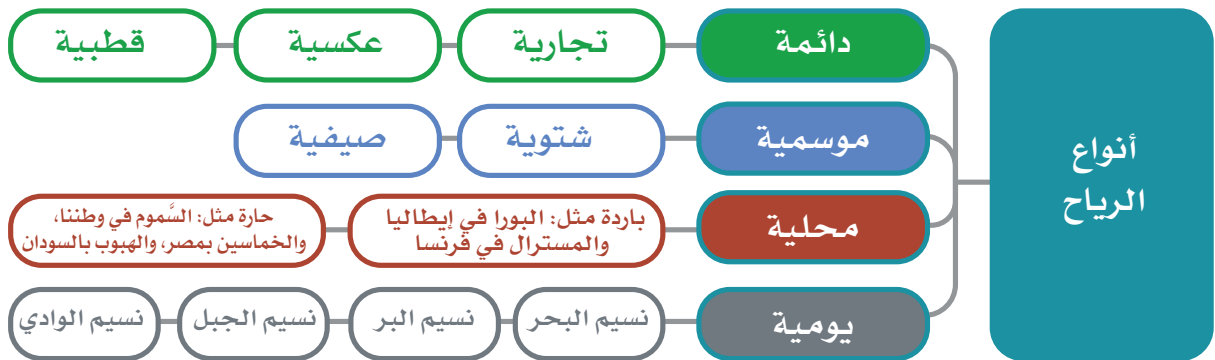 أنواع
الرياح
دائمة
تجارية
عكسية
قطبية
موسمية
شتوية
صيفية
محلية
باردة مثل: البورا في إيطاليا
والمسترال في فرنسا
حارة مثل: السَّموم في وطننا،
والخماسين بمصر، والهبوب بالسودان
يومية
نسيم البحر
نسيم البر
نسيم الجبل
نسيم الوادي